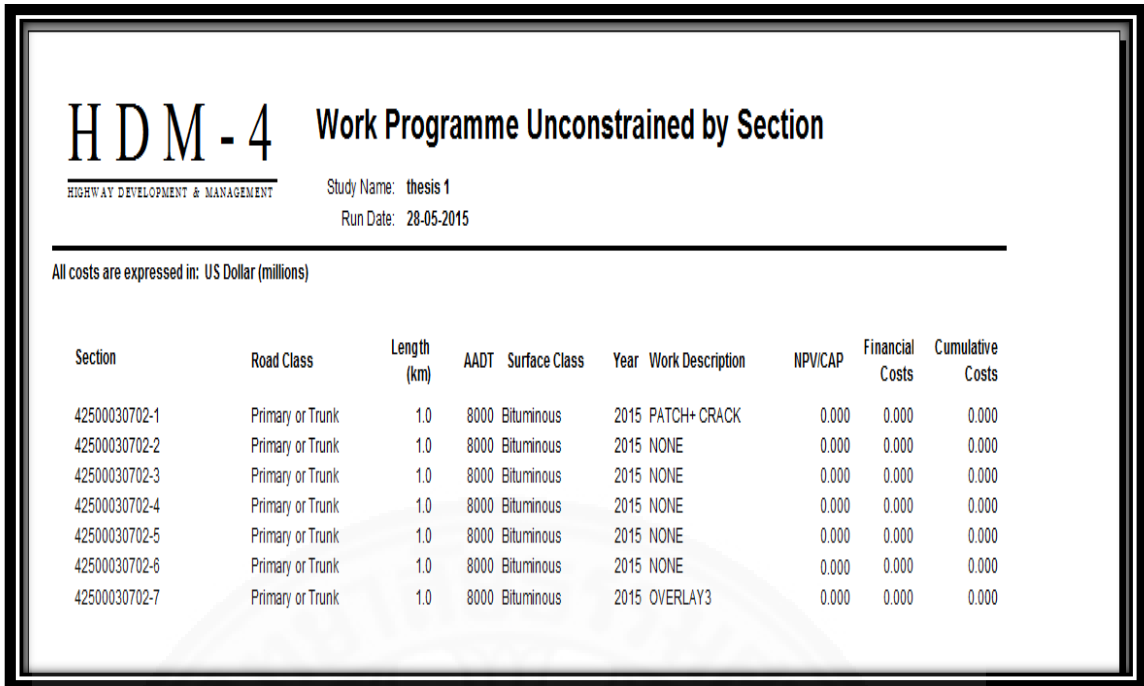 HDM-4
HIGHWAY DEVELOPMENT & MANAGEMENT
Work Programme Unconstrained by Section
Study Name: thesis 1
Run Date: 28-05-2015
All costs are expressed in: US Dollar (millions)
Section Road Class Length (km) AADT Surface Class Year Work Description NPV/CAP Financial Costs Cumulative Costs
42500030702-1 Primary or Trunk 1.0 8000 Bituminous 2015 PATCH+ CRACK 0.000 0.000 0.000
42500030702-2 Primary or Trunk 1.0 8000 Bituminous 2015 NONE 0.000 0.000 0.000
42500030702-3 Primary or Trunk 1.0 8000 Bituminous 2015 NONE 0.000 0.000 0.000
42500030702-4 Primary or Trunk 1.0 8000 Bituminous 2015 NONE 0.000 0.000 0.000
42500030702-5 Primary or Trunk 1.0 8000 Bituminous 2015 NONE 0.000 0.000 0.000
42500030702-6 Primary or Trunk 1.0 8000 Bituminous 2015 NONE 0.000 0.000 0.000
42500030702-7 Primary or Trunk 1.0 8000 Bituminous 2015 OVERLAY3 0.000 0.000 0.000